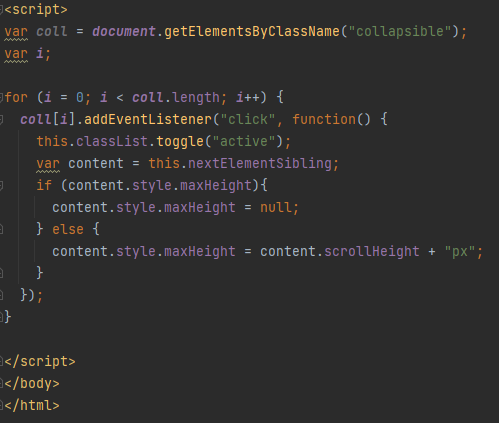 <script>
var coll = document.getElementsByClassName("collapsible");
var i;

for (i = 0; i < coll.length; i++) {
  coll[i].addEventListener("click", function() {
    this.classList.toggle("active");
    var content = this.nextElementSibling;
    if (content.style.maxHeight){
      content.style.maxHeight = null;
    } else {
      content.style.maxHeight = content.scrollHeight + "px";
    }
  });
}

</script>
</body>
</html>